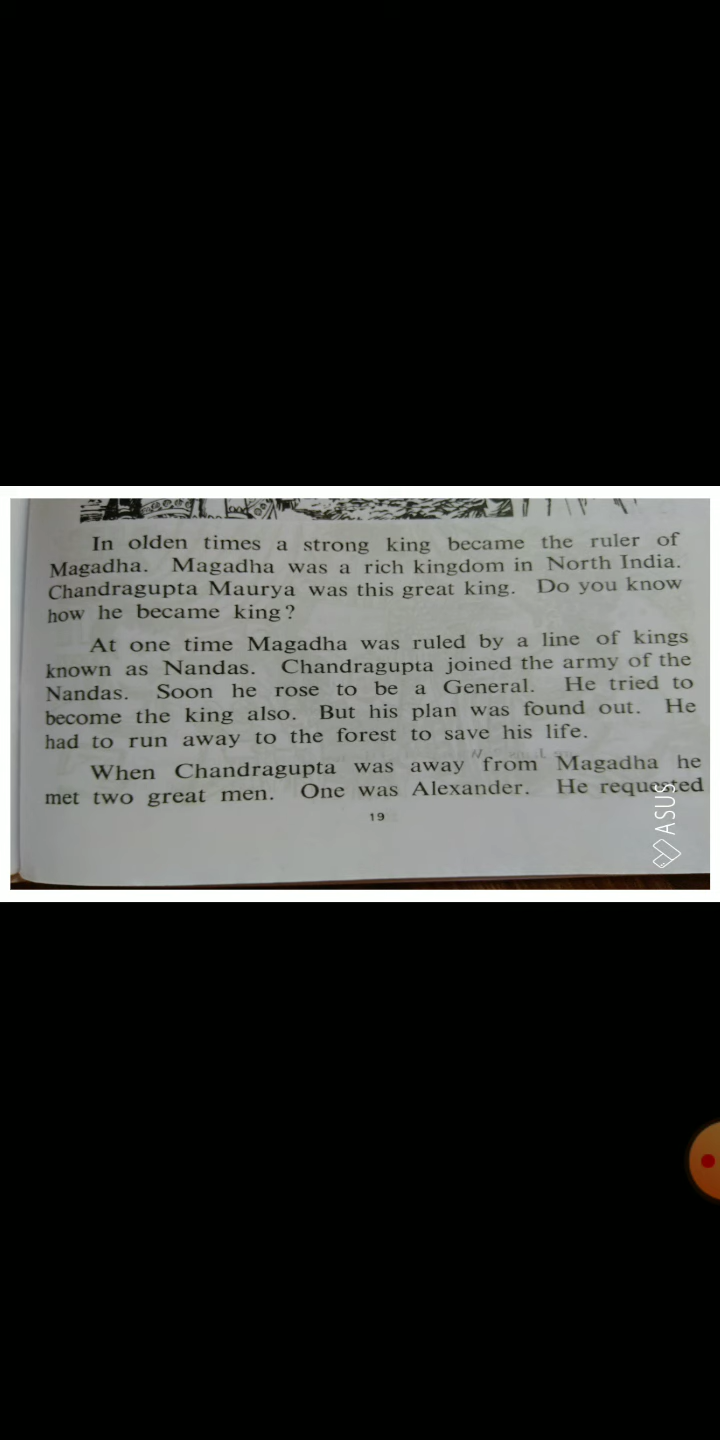 In olden times a strong king became the ruler of
Magadha. Magadha was a rich kingdom in North India.
Chandragupta Maurya was this great king. Do you know
how he became king?
At one time Magadha was ruled by a line of kings
known as Nandas. Chandragupta joined the army of the
Nandas. Soon he rose to be a General. He tried to
become the king also. But his plan was found out. He
had to run away to the forest to save his life.
When Chandragupta was away from Magadha he
met two great men. One was Alexander. He requested
19
ASUS